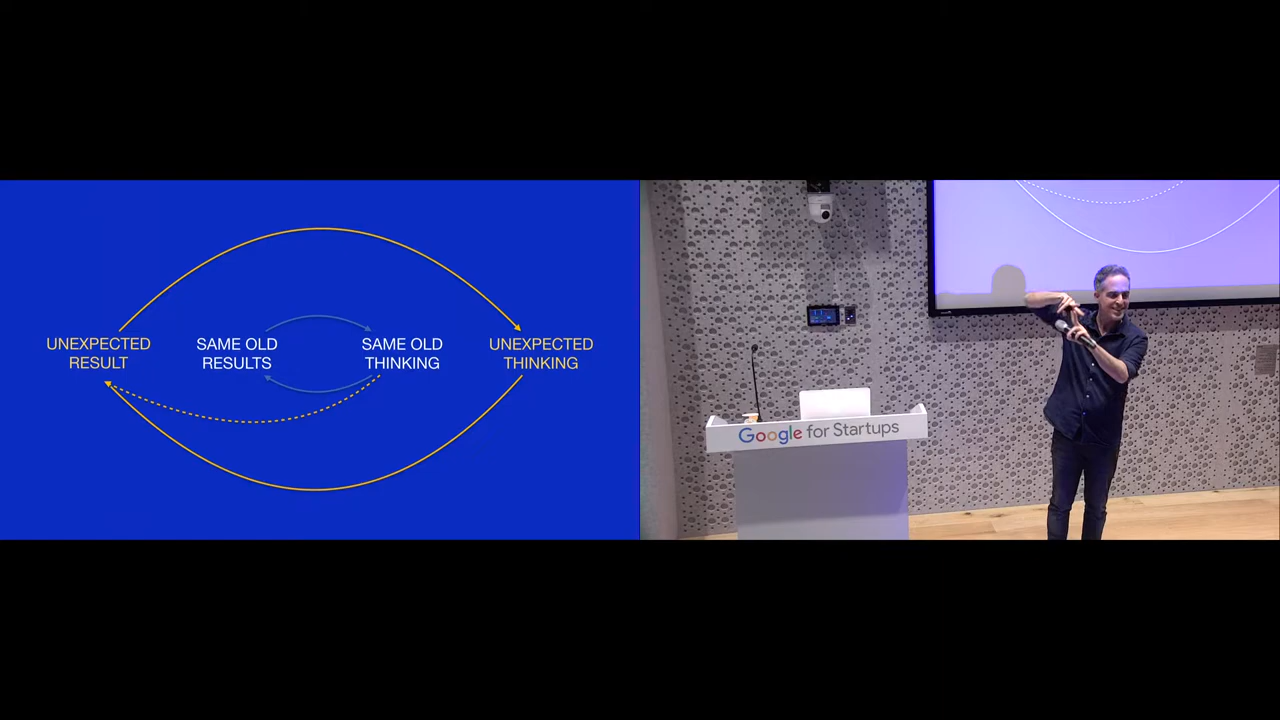 UNEXPECTED
RESULT
SAME OLD
RESULTS
SAME OLD
THINKING
UNEXPECTED
THINKING
Google for Startups